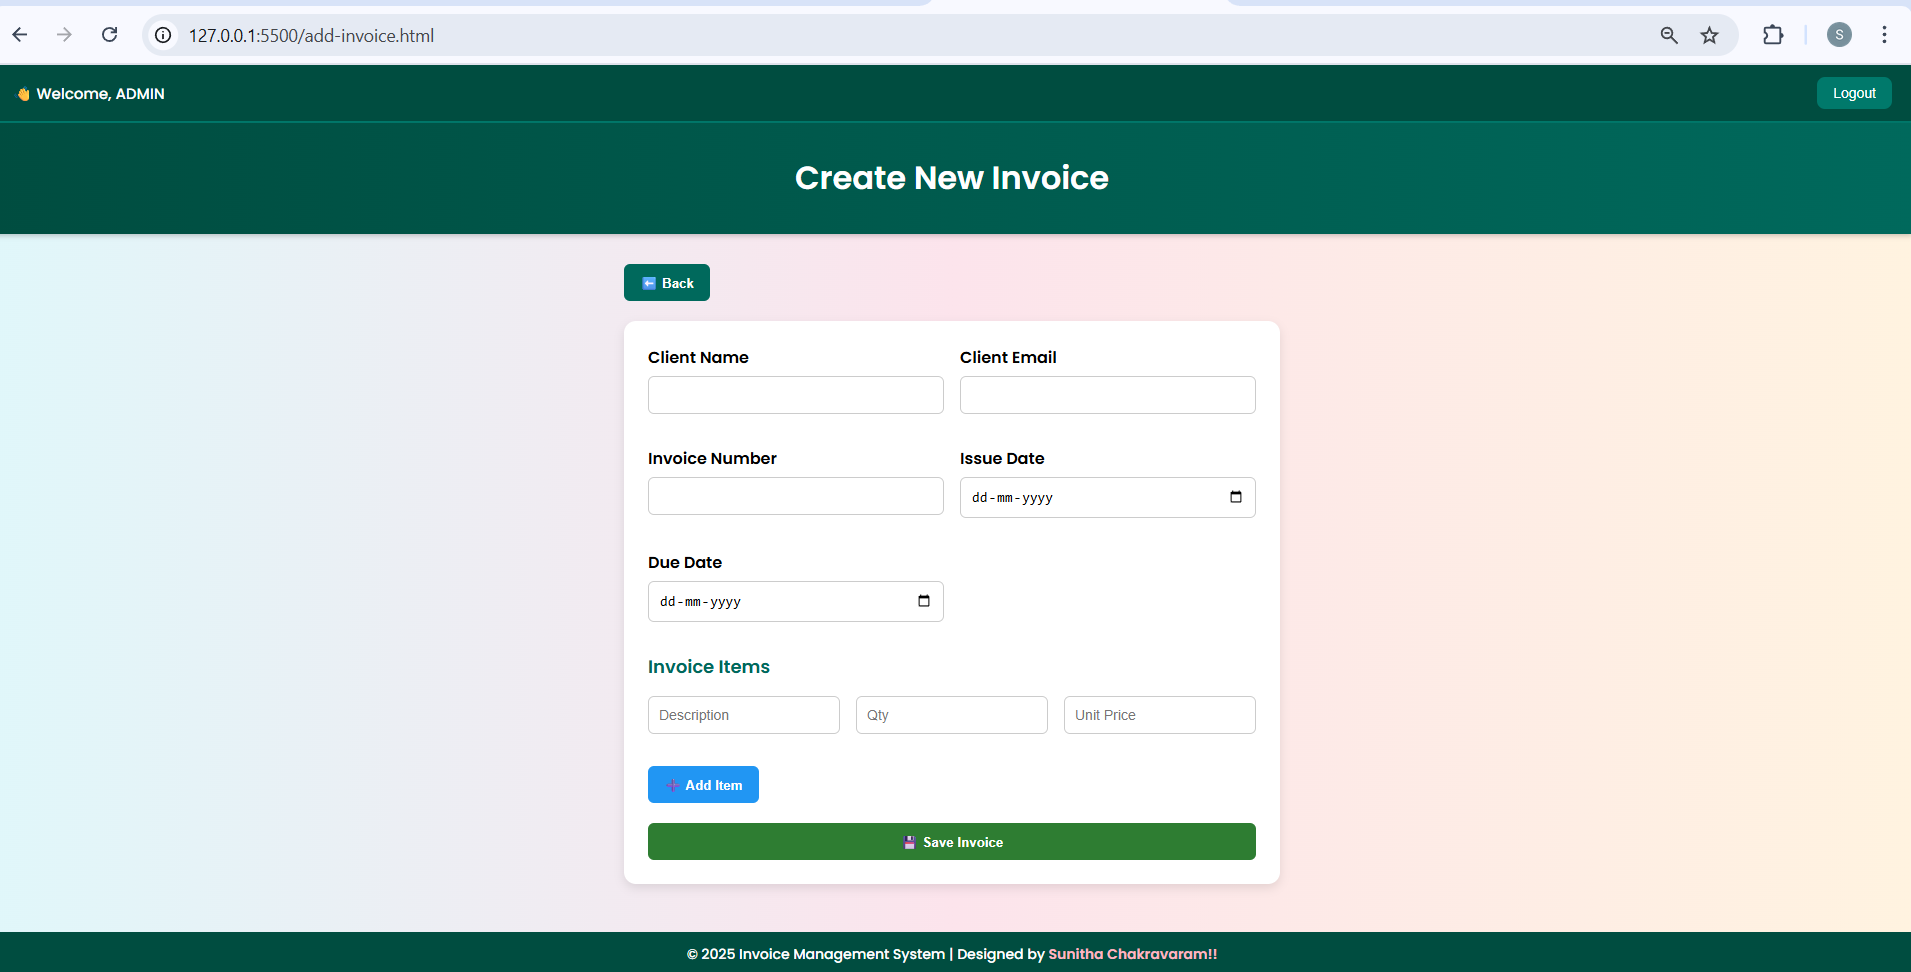 127.0.0.1:5500/add-invoice.html
S
👋 Welcome, ADMIN
Logout
Create New Invoice
⬅️ Back
Client Name
Client Email
Invoice Number
Issue Date
dd-mm-yyyy
Due Date
dd-mm-yyyy
Invoice Items
Description
Qty
Unit Price
➕ Add Item
💾 Save Invoice
© 2025 Invoice Management System | Designed by Sunitha Chakravaram!!